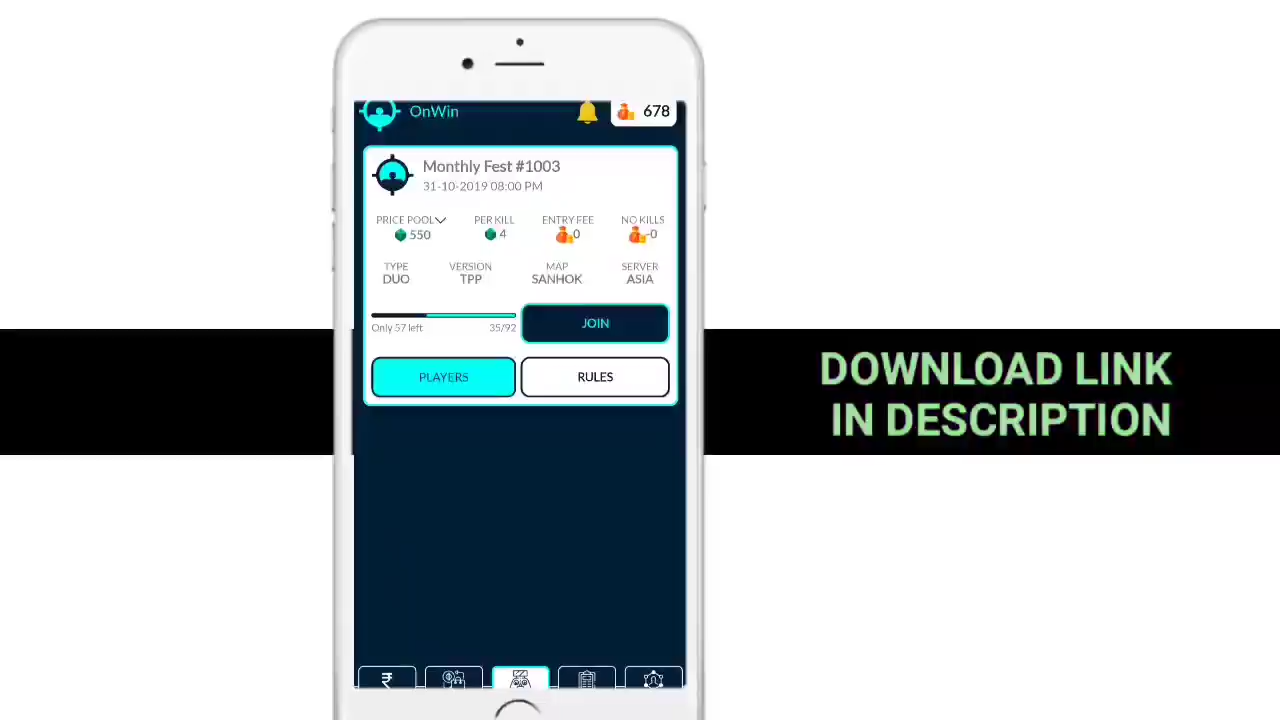 OnWin
678
Monthly Fest #1003
31-10-2019 08:00 PM
PRICE POOL PER KILL ENTRY FEE NO KILLS
550 4 0 -0
TYPE VERSION MAP SERVER
DUO TPP SANHOK ASIA
Only 57 left 35/92
JOIN
PLAYERS RULES
DOWNLOAD LINK
IN DESCRIPTION
₹